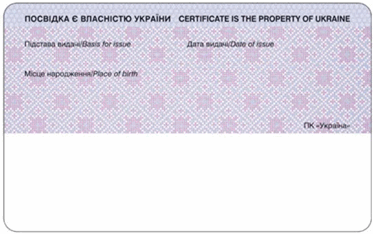 ПОСВІДКА Є ВЛАСНІСТЮ УКРАЇНИ CERTIFICATE IS THE PROPERTY OF UKRAINE
Підстава видачі/Basis for issue Дата видачі/Date of issue
Місце народження/Place of birth
ПК «Україна»